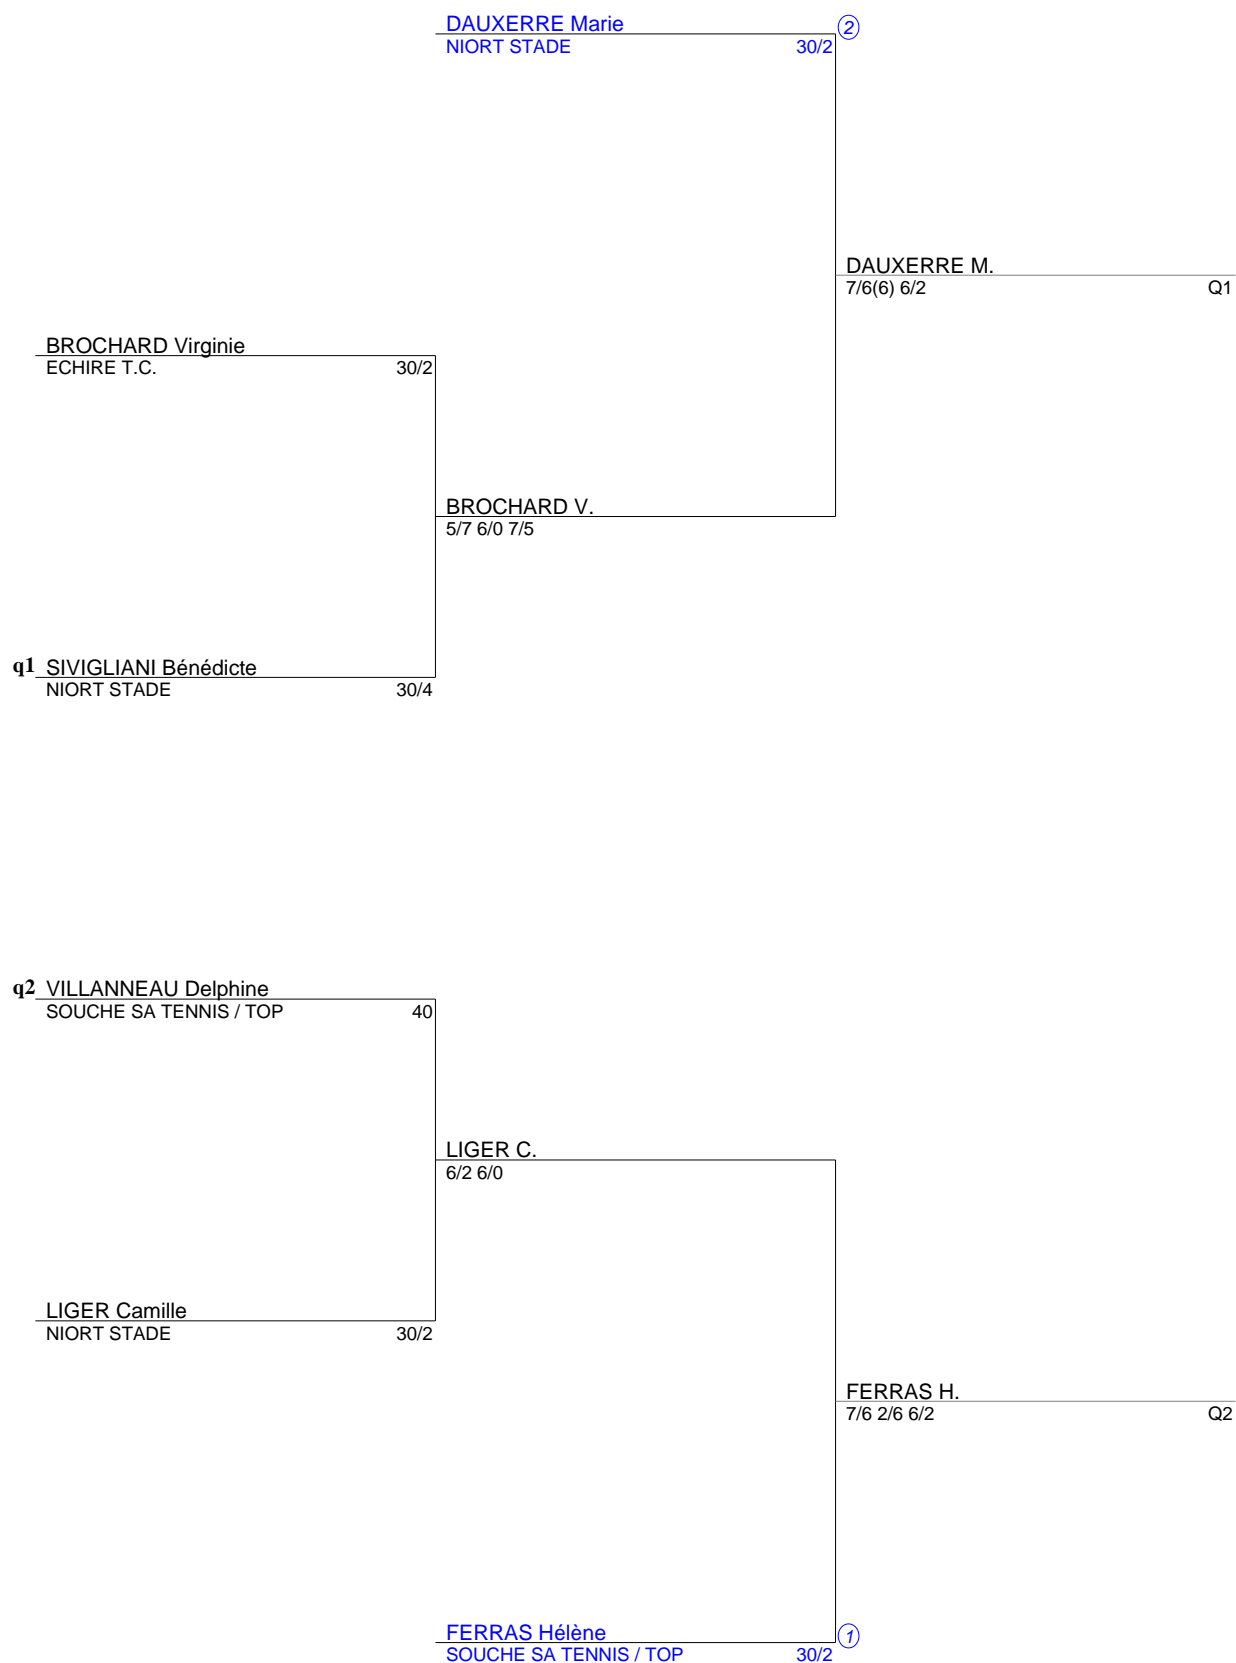 DAUXERRE Marie 2
NIORT STADE 30/2
DAUXERRE M.
7/6(6) 6/2 Q1
BROCHARD Virginie
ECHIRE T.C. 30/2
BROCHARD V.
5/7 6/0 7/5
q1 SIVIGLIANI Bénédicte
NIORT STADE 30/4
q2 VILLANNEAU Delphine
SOUCHE SA TENNIS / TOP 40
LIGER C.
6/2 6/0
LIGER Camille
NIORT STADE 30/2
FERRAS H.
7/6 2/6 6/2 Q2
FERRAS Hélène 1
SOUCHE SA TENNIS / TOP 30/2